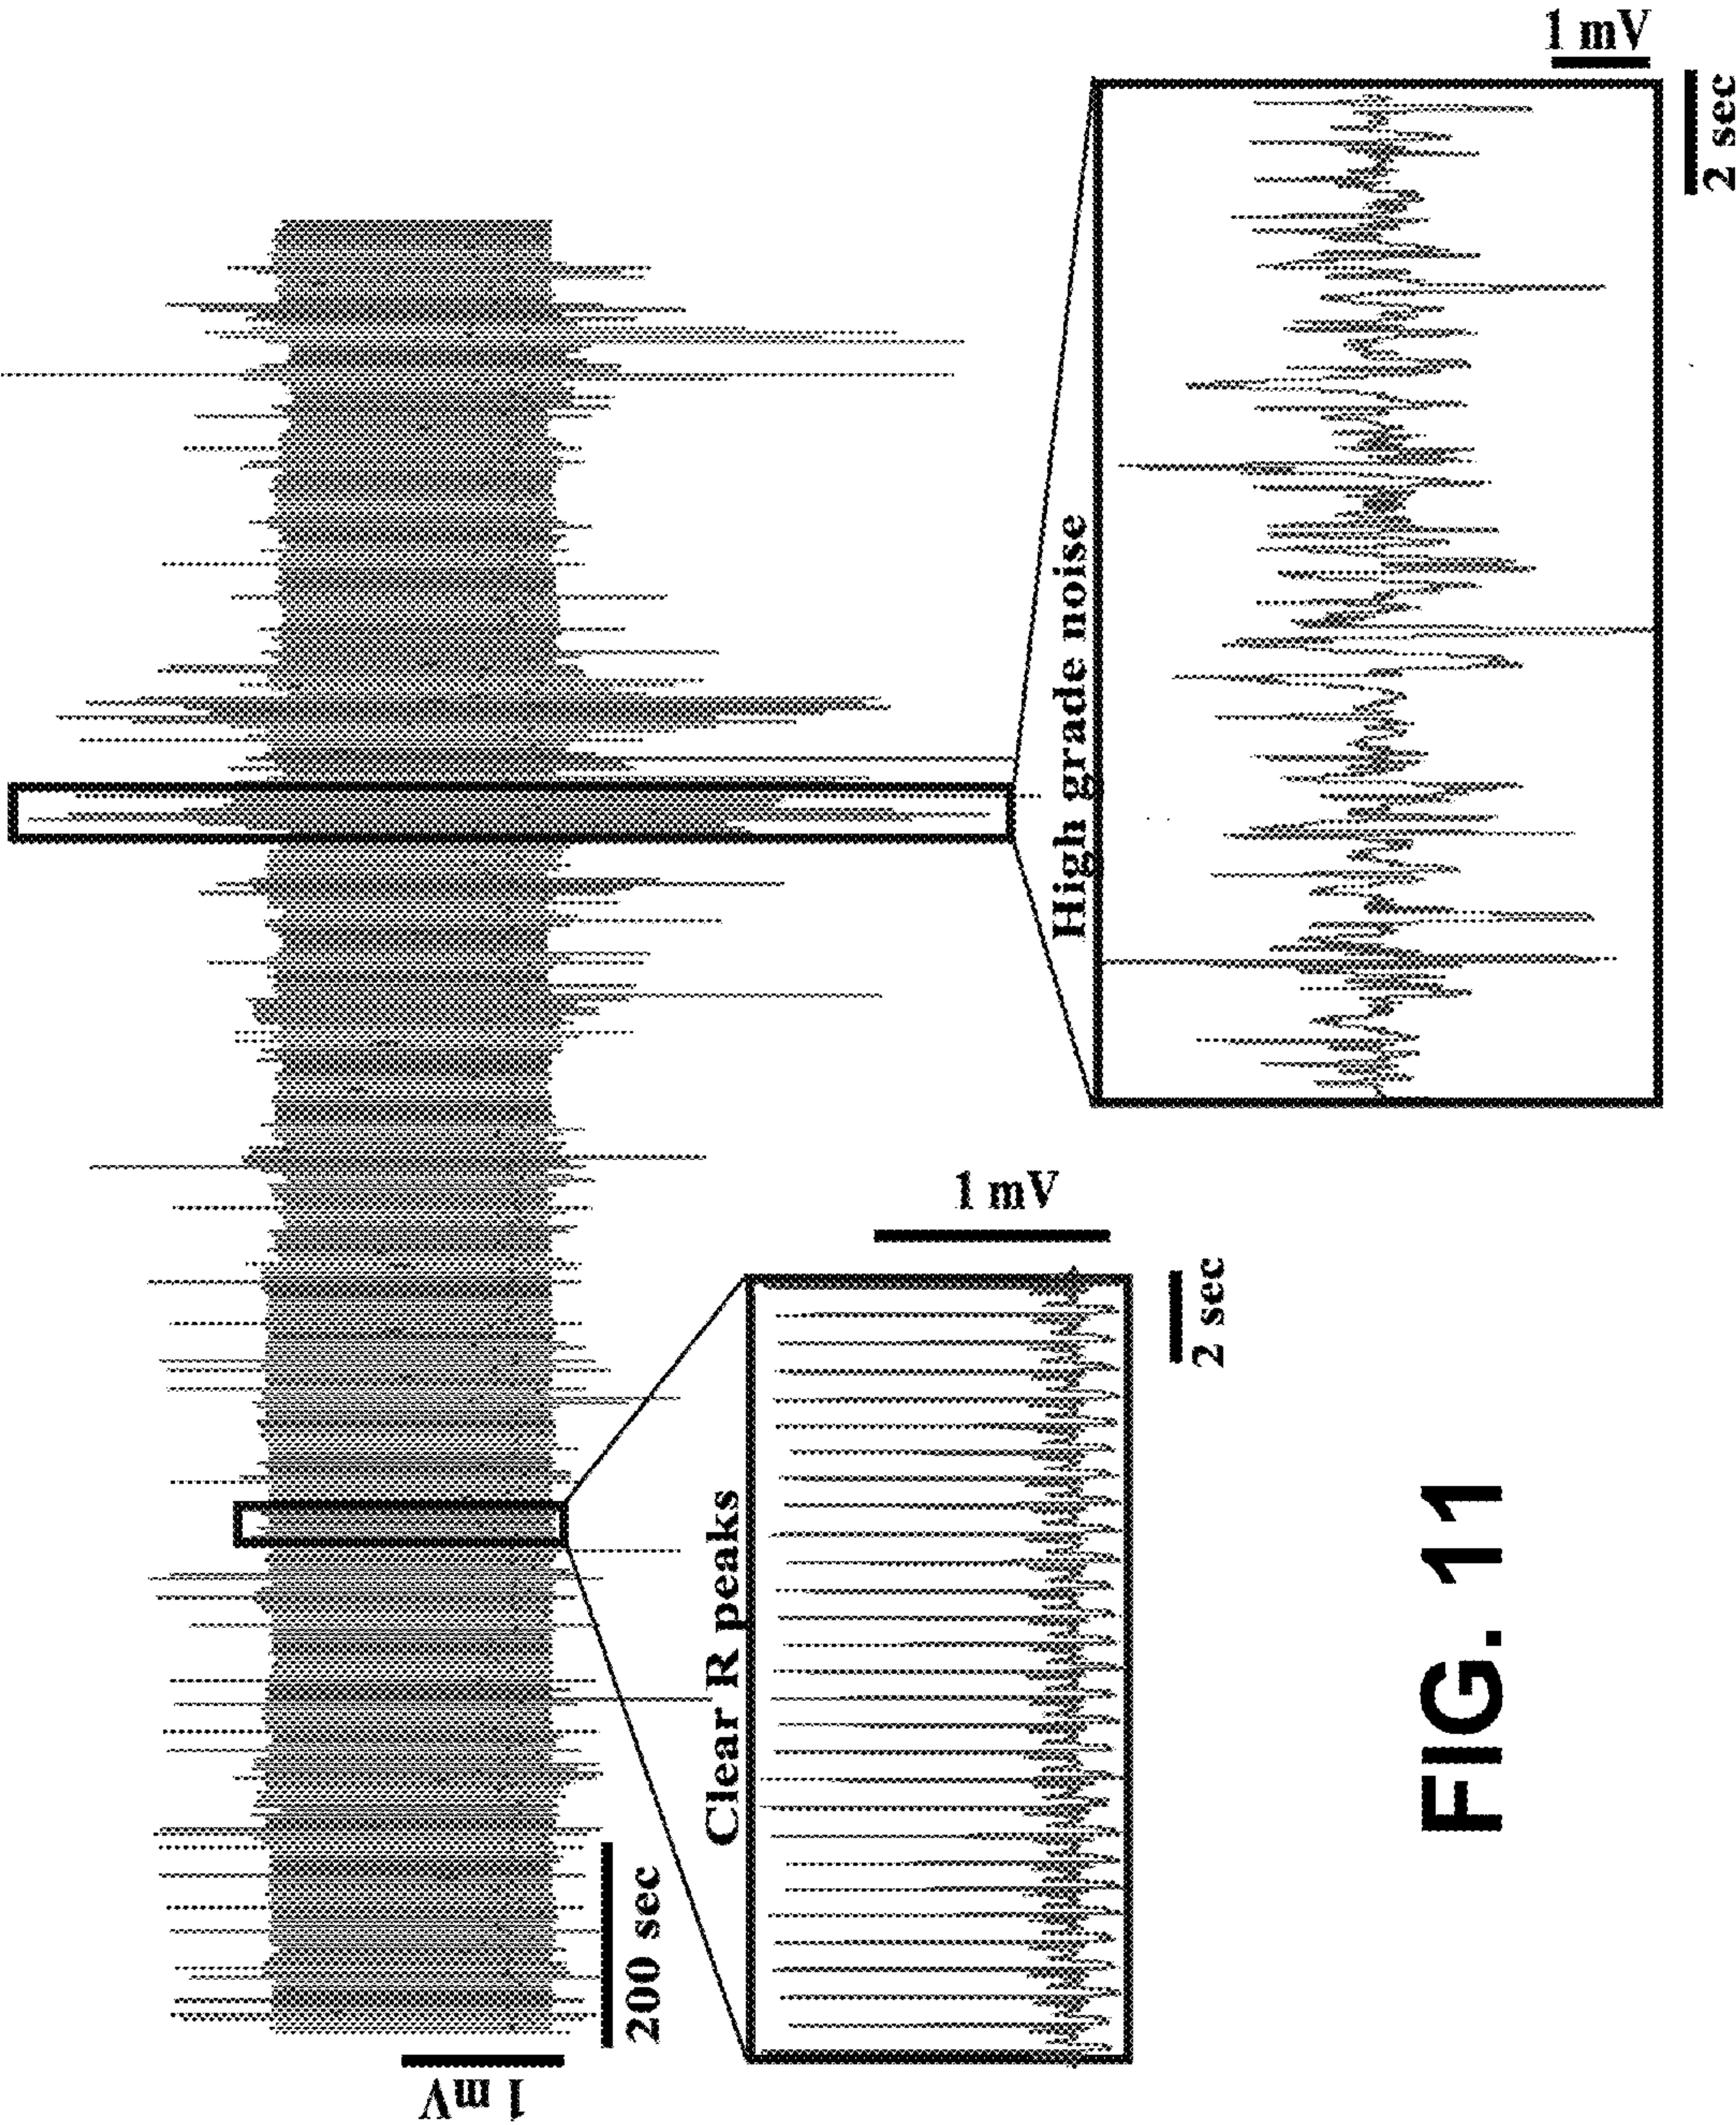 1 mV
200 sec
Clear R peaks
1 mV
2 sec
High grade noise
1 mV
2 sec
FIG. 11